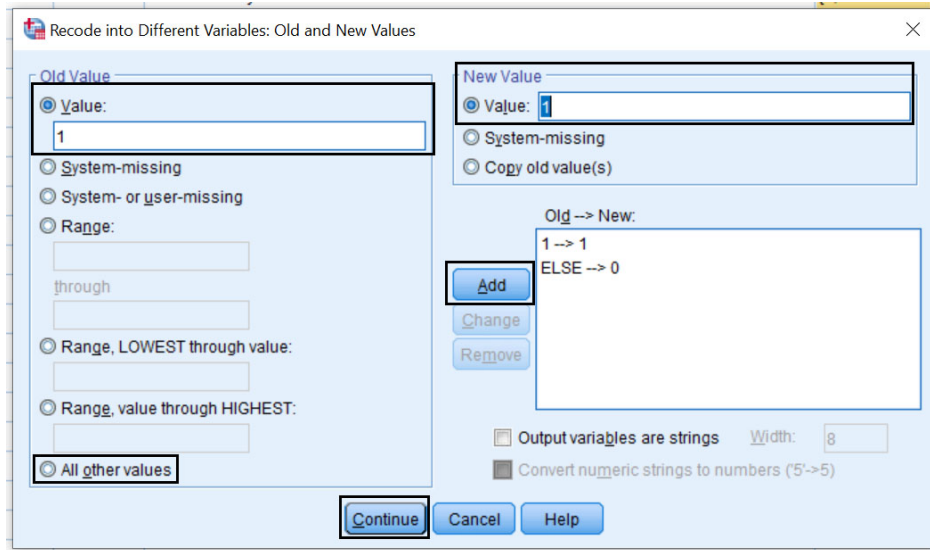 Recode into Different Variables: Old and New Values
Old Value
Value:
1
System-missing
System- or user-missing
Range:
through
Range, LOWEST through value:
Range, value through HIGHEST:
All other values
New Value
Value: 1
System-missing
Copy old value(s)
Old --> New:
1 --> 1
ELSE --> 0
Add
Change
Remove
Output variables are strings Width: 8
Convert numeric strings to numbers ('5'->5)
Continue Cancel Help